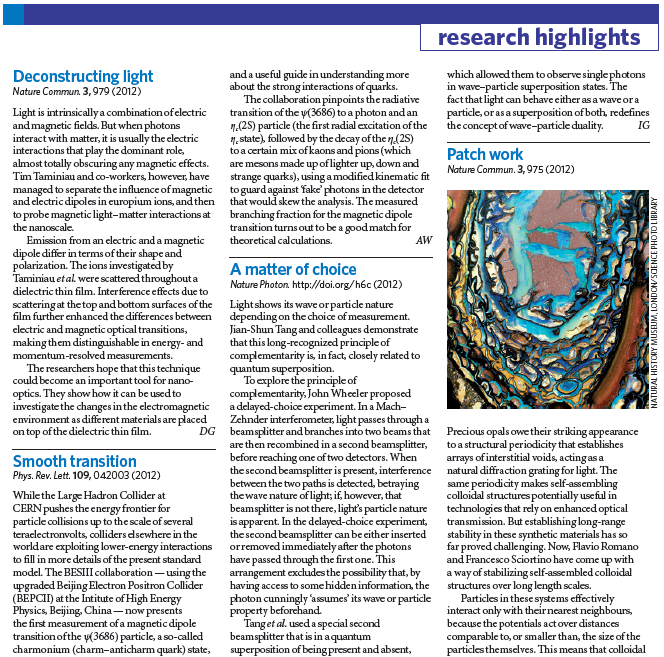 research highlights
Deconstructing light
Nature Commun. 3, 979 (2012)
Light is intrinsically a combination of electric
and magnetic fields. But when photons
interact with matter, it is usually the electric
interactions that play the dominant role,
almost totally obscuring any magnetic effects.
Tim Taminiau and co-workers, however, have
managed to separate the influence of magnetic
and electric dipoles in europium ions, and then
to probe magnetic light–matter interactions at
the nanoscale.
Emission from an electric and a magnetic
dipole differ in terms of their shape and
polarization. The ions investigated by
Taminiau et al. were scattered throughout a
dielectric thin film. Interference effects due to
scattering at the top and bottom surfaces of the
film further enhanced the differences between
electric and magnetic optical transitions,
making them distinguishable in energy- and
momentum-resolved measurements.
The researchers hope that this technique
could become an important tool for nano-
optics. They show how it can be used to
investigate the changes in the electromagnetic
environment as different materials are placed
on top of the dielectric thin film. DG
Smooth transition
Phys. Rev. Lett. 109, 042003 (2012)
While the Large Hadron Collider at
CERN pushes the energy frontier for
particle collisions up to the scale of several
teraelectronvolts, colliders elsewhere in the
world are exploiting lower-energy interactions
to fill in more details of the present standard
model. The BESIII collaboration — using the
upgraded Beijing Electron Positron Collider
(BEPCII) at the Intitute of High Energy
Physics, Beijing, China — now presents
the first measurement of a magnetic dipole
transition of the ψ(3686) particle, a so-called
charmonium (charm–anticharm quark) state,
and a useful guide in understanding more
about the strong interactions of quarks.
The collaboration pinpoints the radiative
transition of the ψ(3686) to a photon and an
ηc(2S) particle (the first radial excitation of the
ηc state), followed by the decay of the ηc(2S)
to a certain mix of kaons and pions (which
are mesons made up of lighter up, down and
strange quarks), using a modified kinematic fit
to guard against ‘fake’ photons in the detector
that would skew the analysis. The measured
branching fraction for the magnetic dipole
transition turns out to be a good match for
theoretical calculations. AW
A matter of choice
Nature Photon. http://doi.org/h6c (2012)
Light shows its wave or particle nature
depending on the choice of measurement.
Jian-Shun Tang and colleagues demonstrate
that this long-recognized principle of
complementarity is, in fact, closely related to
quantum superposition.
To explore the principle of
complementarity, John Wheeler proposed
a delayed-choice experiment. In a Mach–
Zehnder interferometer, light passes through a
beamsplitter and branches into two beams that
are then recombined in a second beamsplitter,
before reaching one of two detectors. When
the second beamsplitter is present, interference
between the two paths is detected, betraying
the wave nature of light; if, however, that
beamsplitter is not there, light’s particle nature
is apparent. In the delayed-choice experiment,
the second beamsplitter can be either inserted
or removed immediately after the photons
have passed through the first one. This
arrangement excludes the possibility that, by
having access to some hidden information, the
photon cunningly ‘assumes’ its wave or particle
property beforehand.
Tang et al. used a special second
beamsplitter that is in a quantum
superposition of being present and absent,
which allowed them to observe single photons
in wave–particle superposition states. The
fact that light can behave either as a wave or a
particle, or as a superposition of both, redefines
the concept of wave–particle duality. IG
Patch work
Nature Commun. 3, 975 (2012)
NATURAL HISTORY MUSEUM, LONDON/ SCIENCE PHOTO LIBRARY
Precious opals owe their striking appearance
to a structural periodicity that establishes
arrays of interstitial voids, acting as a
natural diffraction grating for light. The
same periodicity makes self-assembling
colloidal structures potentially useful in
technologies that rely on enhanced optical
transmission. But establishing long-range
stability in these synthetic materials has so
far proved challenging. Now, Flavio Romano
and Francesco Sciortino have come up with
a way of stabilizing self-assembled colloidal
structures over long length scales.
Particles in these systems effectively
interact only with their nearest neighbours,
because the potentials act over distances
comparable to, or smaller than, the size of the
particles themselves. This means that colloidal